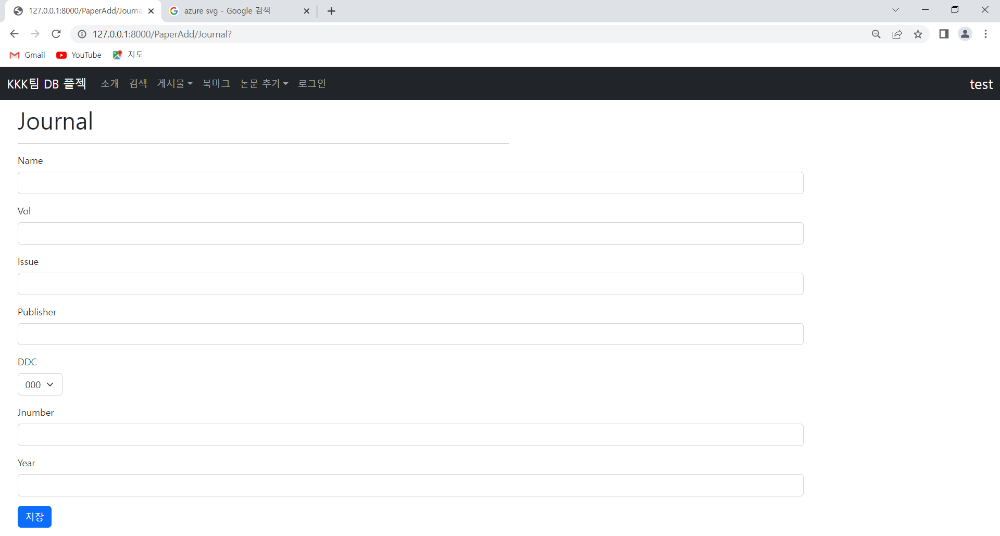 127.0.0.1:8000/PaperAdd/Journa
azure svg - Google 검색
127.0.0.1:8000/PaperAdd/Journal?
Gmail YouTube 지도
KKK팀 DB 플젝 소개 검색 게시물 북마크 논문 추가 로그인 test
Journal
Name
Vol
Issue
Publisher
DDC
000
Jnumber
Year
저장